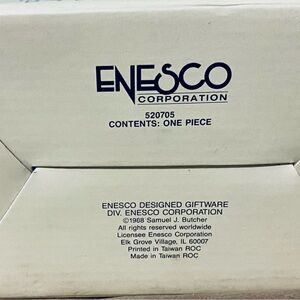 ENESCO
CORPORATION
520705
CONTENTS: ONE PIECE
ENESCO DESIGNED GIFTWARE
DIV. ENESCO CORPORATION
©1988 Samuel J. Butcher
All rights reserved worldwide
Licensee Enesco Corporation
Elk Grove Village, IL 60007
Printed in Taiwan ROC
Made in Taiwan ROC